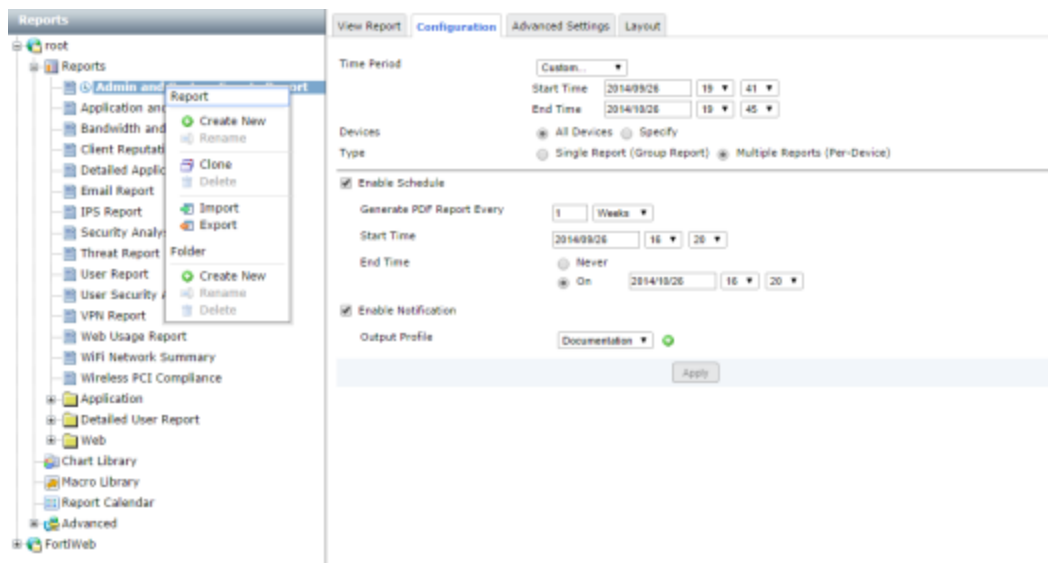 Reports
root
Reports
Admin and ort
Application and
Bandwidth and
Client Reputati
Detailed Applic
Email Report
IPS Report
Security Analy
Threat Report
User Report
User Security
VPN Report
Web Usage Report
WiFi Network Summary
Wireless PCI Compliance
Application
Detailed User Report
Web
Chart Library
Macro Library
Report Calendar
Advanced
FortiWeb
Report
Create New
Rename
Clone
Delete
Import
Export
Folder
Create New
Rename
Delete
View Report Configuration Advanced Settings Layout
Time Period Custom...
Start Time 2014/09/26 19 41
End Time 2014/10/26 19 45
Devices All Devices Specify
Type Single Report (Group Report) Multiple Reports (Per-Device)
Enable Schedule
Generate PDF Report Every 1 Weeks
Start Time 2014/09/26 16 20
End Time Never
On 2014/10/26 16 20
Enable Notification
Output Profile Documentation
Apply